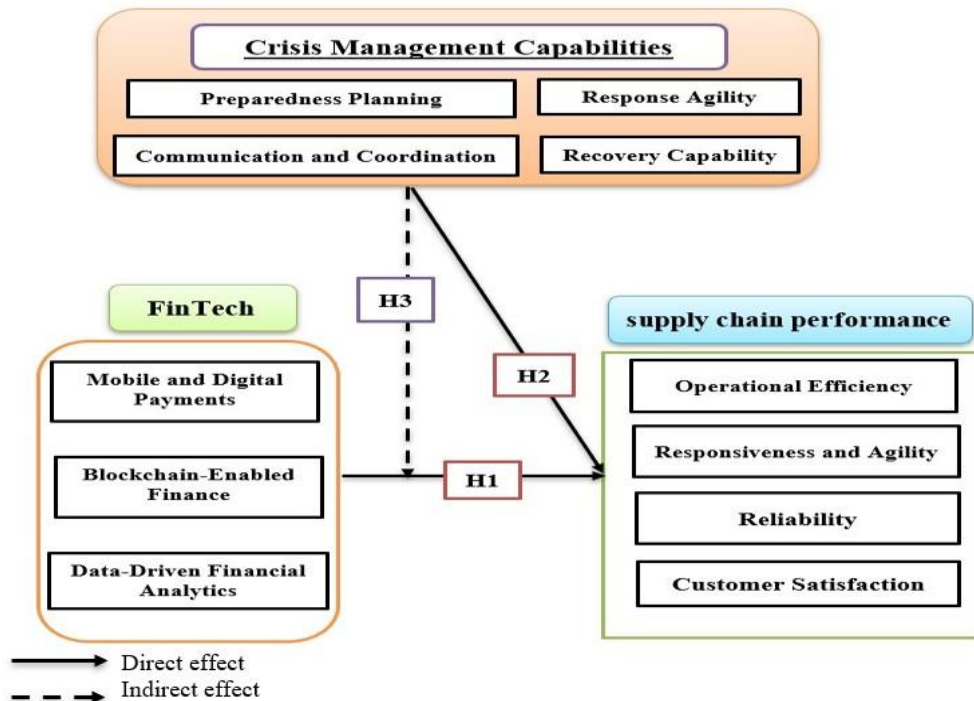 Crisis Management Capabilities
Preparedness Planning
Response Agility
Communication and Coordination
Recovery Capability
H3
FinTech
supply chain performance
Mobile and Digital
Payments
Blockchain-Enabled
Finance
Data-Driven Financial
Analytics
H2
H1
Operational Efficiency
Responsiveness and Agility
Reliability
Customer Satisfaction
Direct effect
Indirect effect